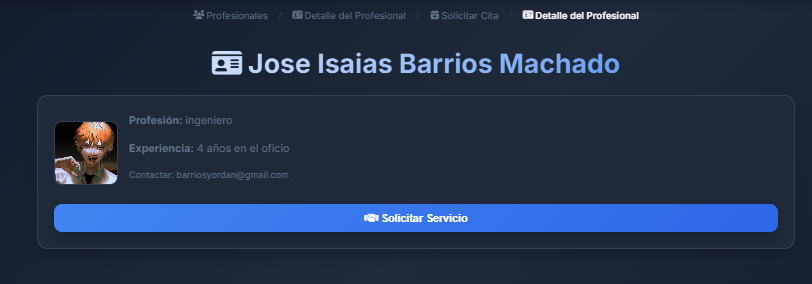 Profesionales / Detalle del Profesional / Solicitar Cita / Detalle del Profesional
Jose Isaias Barrios Machado
Profesión: ingeniero
Experiencia: 4 años en el oficio
Contactar: barriosyordan@gmail.com
Solicitar Servicio